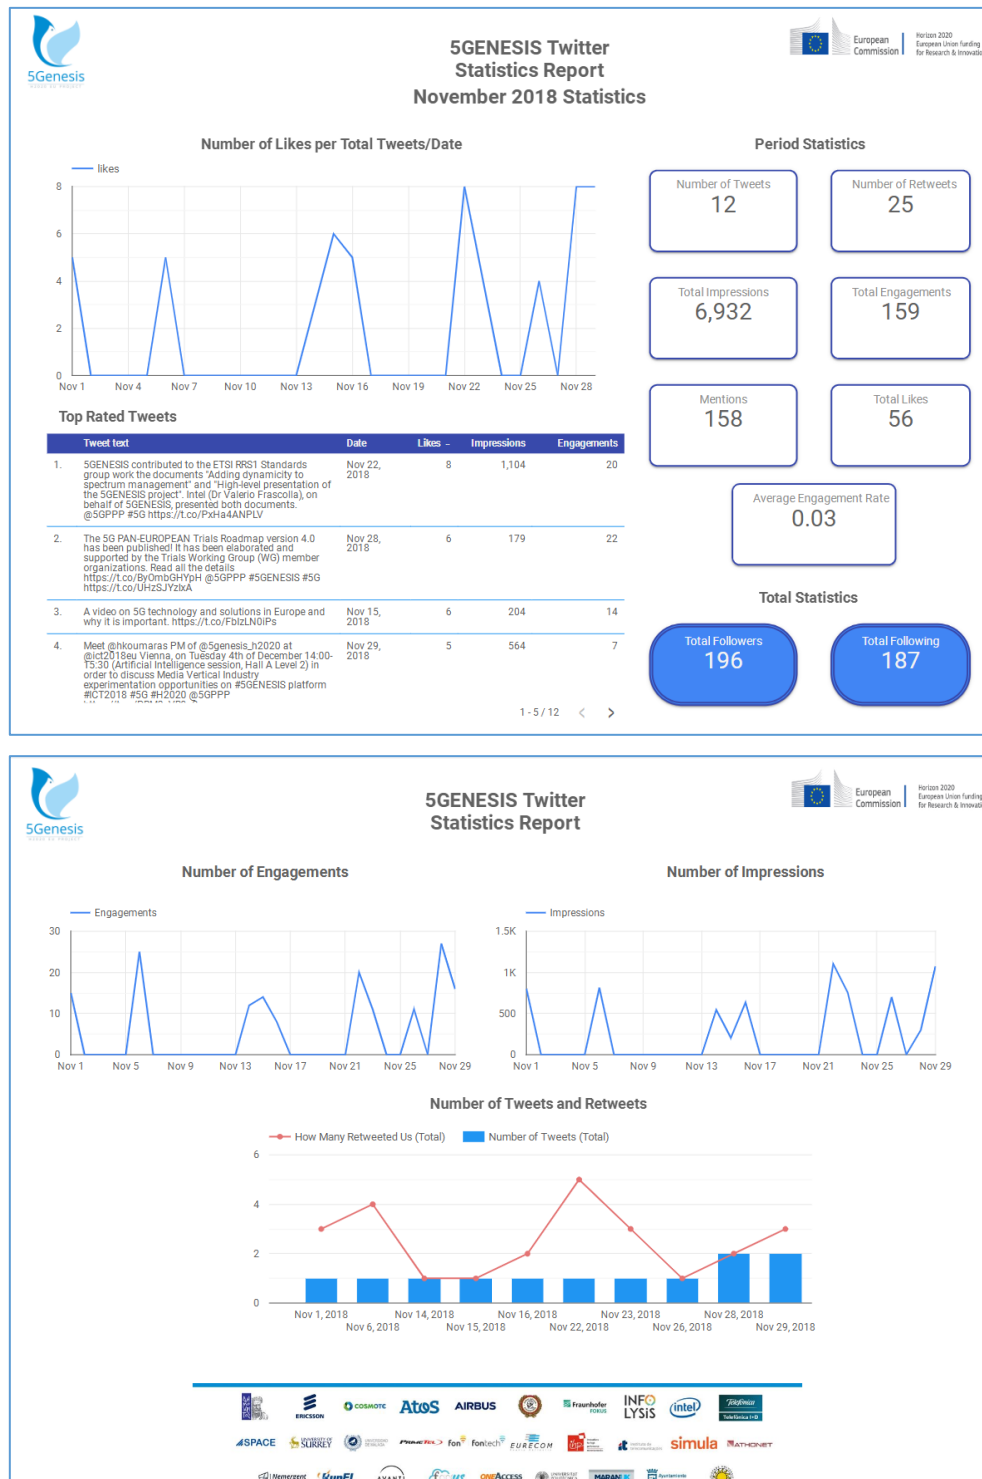 5Genesis
5GENESIS Twitter
Statistics Report
November 2018 Statistics
European
Commission
Horizon 2020
European Union funding
for Research & Innovati
Number of Likes per Total Tweets/Date
likes
8
6
4
2
0
Nov 1
Nov 4
Nov 7
Nov 10
Nov 13
Nov 16
Nov 19
Nov 22
Nov 25
Nov 28
Period Statistics
Number of Tweets
12
Number of Retweets
25
Total Impressions
6,932
Total Engagements
159
Mentions
158
Total Likes
56
Average Engagement Rate
0.03
Total Statistics
Total Followers
196
Total Following
187
Top Rated Tweets
Tweet text Date Likes Impressions Engagements
1. 5GENESIS contributed to the ETSI RRS1 Standards Nov 22, 8 1,104 20
group work the documents "Adding dynamicity to 2018
spectrum management" and "High-level presentation of
the 5GENESIS project". Intel (Dr Valerio Frascolla), on
behalf of 5GENESIS, presented both documents.
@5GPPP #5G https://t.co/PxHa4ANPLV
2. The 5G PAN-EUROPEAN Trials Roadmap version 4.0 Nov 28, 6 179 22
has been published! It has been elaborated and 2018
supported by the Trials Working Group (WG) member
organizations. Read all the details
https://t.co/ByOmbGHYpH @5GPPP #5GENESIS #5G
https://t.co/UHzSJYzlxA
3. A video on 5G technology and solutions in Europe and Nov 15, 6 204 14
why it is important. https://t.co/FbIzLN0iPs 2018
4. Meet @hkoumaras PM of @5genesis_h2020 at Nov 29, 5 564 7
@ict2018eu Vienna, on Tuesday 4th of December 14:00- 2018
15:30 (Artificial Intelligence session, Hall A Level 2) in
order to discuss Media Vertical Industry
experimentation opportunities on #5GENESIS platform
#ICT2018 #5G #H2020 @5GPPP
1 - 5 / 12
5Genesis
5GENESIS Twitter
Statistics Report
European
Commission
Horizon 2020
European Union funding
for Research & Innovati
Number of Engagements
Engagements
30
20
10
0
Nov 1
Nov 5
Nov 9
Nov 13
Nov 17
Nov 21
Nov 25
Nov 29
Number of Impressions
Impressions
1.5K
1K
500
0
Nov 1
Nov 5
Nov 9
Nov 13
Nov 17
Nov 21
Nov 25
Nov 29
Number of Tweets and Retweets
How Many Retweeted Us (Total)
Number of Tweets (Total)
6
4
2
0
Nov 1, 2018
Nov 6, 2018
Nov 14, 2018
Nov 15, 2018
Nov 16, 2018
Nov 22, 2018
Nov 23, 2018
Nov 26, 2018
Nov 28, 2018
Nov 29, 2018
ERICSSON
COSMOTE
Atos
AIRBUS
Fraunhofer
FOKUS
INFO
LYSiS
intel
Telefónica
Telefónica I+D
SPACE
UNIVERSITY OF
SURREY
PrimeTel
fon
fontech
EURECOM
simula
ATHONET
Nemergent
RunEL
AVANTI
ONEACCESS
MARAN
Ayuntamiento